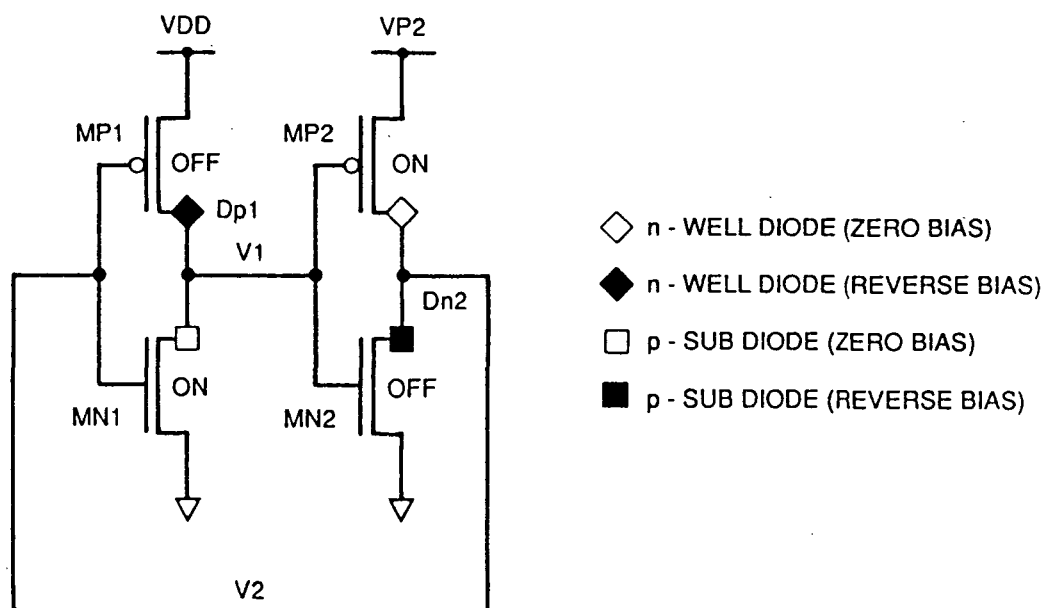 VDD
VP2
MP1
OFF
MP2
ON
Dp1
V1
Dn2
MN1
ON
MN2
OFF
V2
n - WELL DIODE (ZERO BIAS)
n - WELL DIODE (REVERSE BIAS)
p - SUB DIODE (ZERO BIAS)
p - SUB DIODE (REVERSE BIAS)